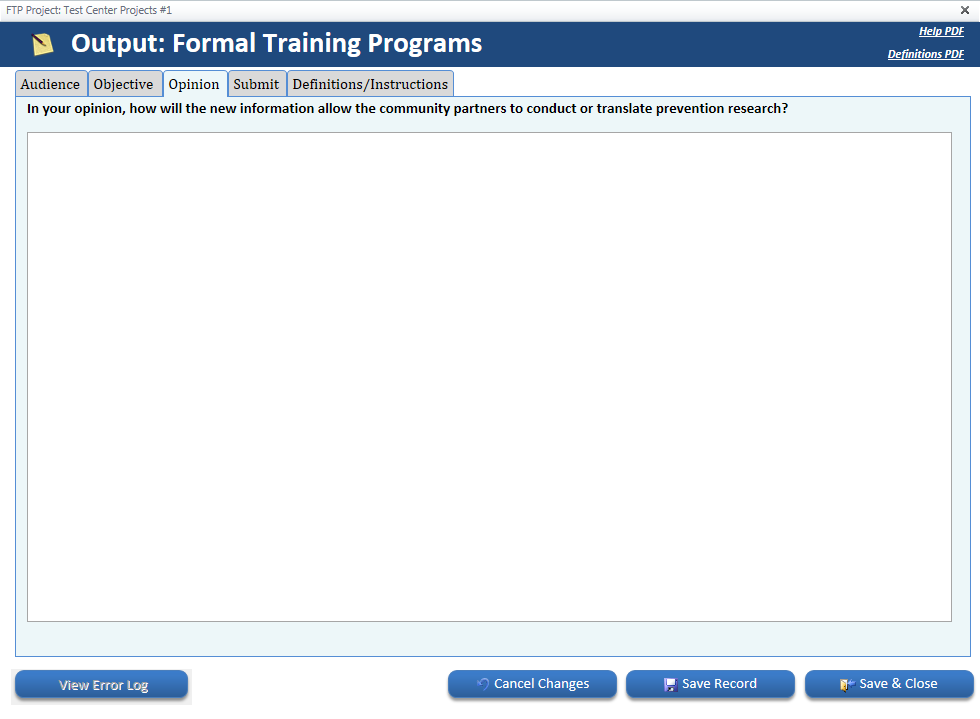 FTP Project: Test Center Projects #1
Output: Formal Training Programs
Help PDF
Definitions PDF
Audience Objective Opinion Submit Definitions/Instructions
In your opinion, how will the new information allow the community partners to conduct or translate prevention research?
View Error Log Cancel Changes Save Record Save & Close